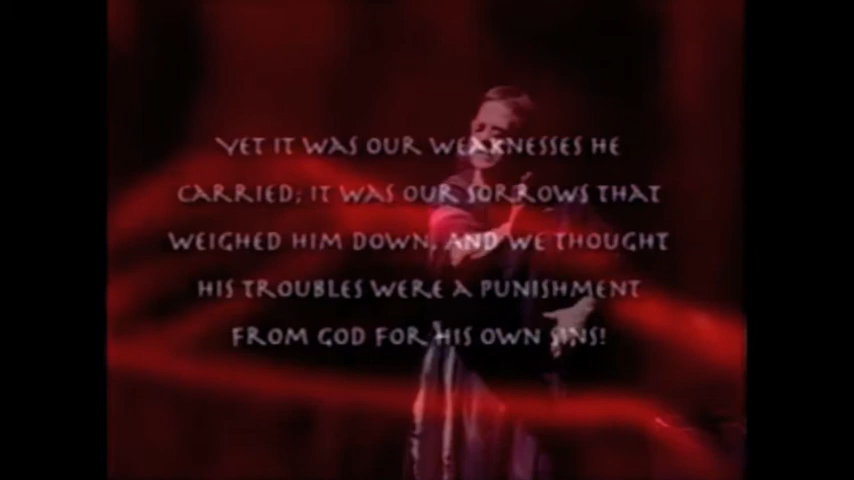 YET IT WAS OUR WEAKNESSES HE
CARRIED; IT WAS OUR SORROWS THAT
WEIGHED HIM DOWN. AND WE THOUGHT
HIS TROUBLES WERE A PUNISHMENT
FROM GOD FOR HIS OWN SINS!